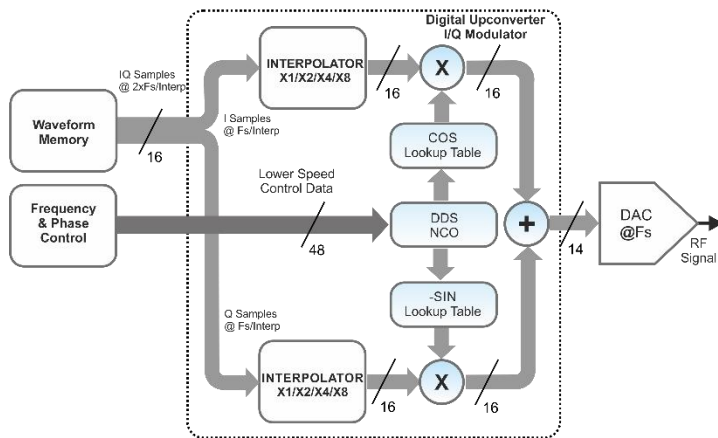 Digital Upconverter
I/Q Modulator
IQ Samples
@ 2xFs/Interp
INTERPOLATOR
X1/X2/X4/X8
16
X
16
Waveform
Memory
16
I Samples
@ Fs/Interp
COS
Lookup Table
Lower Speed
Control Data
Frequency
& Phase
Control
48
DDS
NCO
+
14
DAC
@Fs
RF
Signal
-SIN
Lookup Table
Q Samples
@ Fs/Interp
INTERPOLATOR
X1/X2/X4/X8
16
X
16